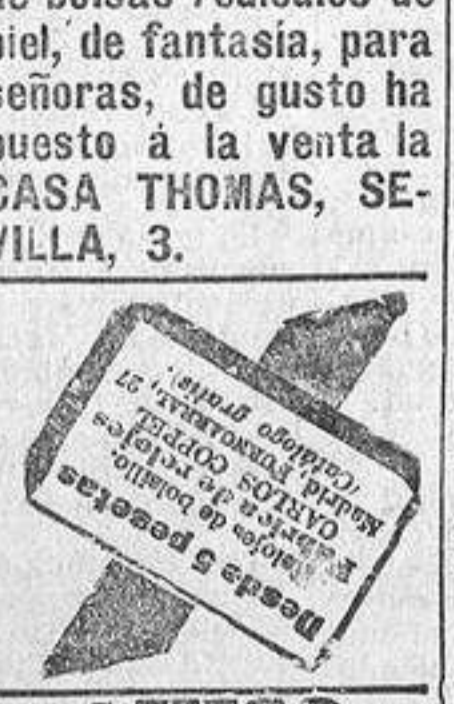 piel, de fantasía, para
señoras, de gusto ha
puesto á la venta la
CASA THOMAS, SE-
VILLA, 3.
Desde 5 pesetas
Relojes de bolsillo.
Fábrica de relojes
CARLOS COPPEL
Madrid, FUENCARRAL, 27
(Catálogo gratis.